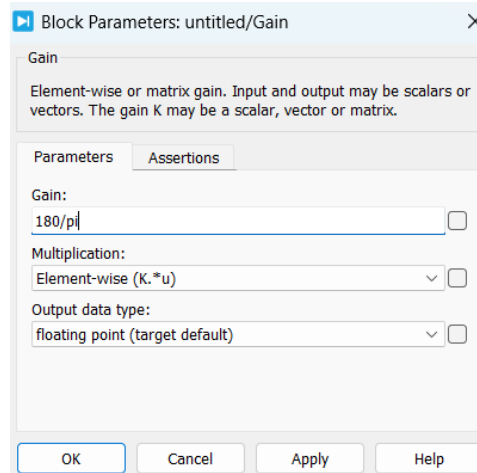 Block Parameters: untitled/Gain
Gain
Element-wise or matrix gain. Input and output may be scalars or
vectors. The gain K may be a scalar, vector or matrix.
Parameters Assertions
Gain:
180/pi
Multiplication:
Element-wise (K.*u)
Output data type:
floating point (target default)
OK Cancel Apply Help